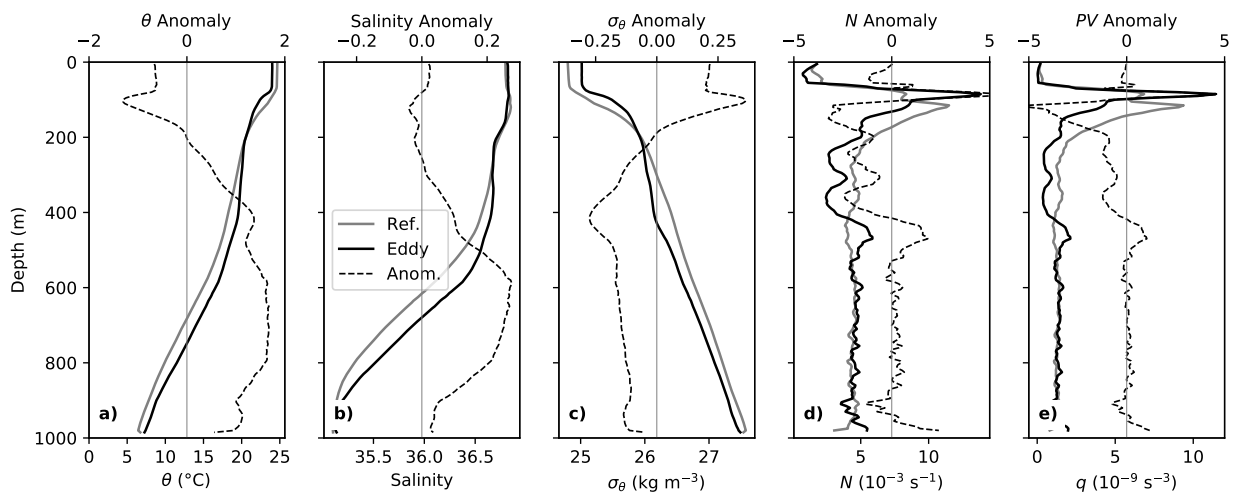 θ Anomaly Salinity Anomaly σθ Anomaly N Anomaly PV Anomaly
−2 0 2 −0.2 0.0 0.2 −0.25 0.00 0.25 −5 0 5 −5 0 5
0
200
400
600
800
1000
Depth (m)
Ref.
Eddy
Anom.
a) b) c) d) e)
0 5 10 15 20 25 35.5 36.0 36.5 25 26 27 0 5 10 0 5 10
θ (°C) Salinity σθ (kg m⁻³) N (10⁻³ s⁻¹) q (10⁻⁹ s⁻³)